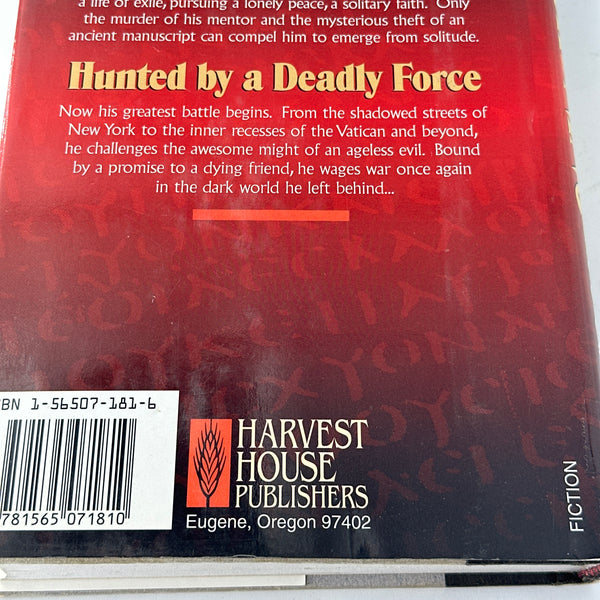 a life of exile, pursuing a lonely peace, a solitary faith. Only
the murder of his mentor and the mysterious theft of an
ancient manuscript can compel him to emerge from solitude.
Hunted by a Deadly Force
Now his greatest battle begins. From the shadowed streets of
New York to the inner recesses of the Vatican and beyond,
he challenges the awesome might of an ageless evil. Bound
by a promise to a dying friend, he wages war once again
in the dark world he left behind...
BN 1-56507-181-6
781565 071810
HARVEST
HOUSE
PUBLISHERS
Eugene, Oregon 97402
FICTION